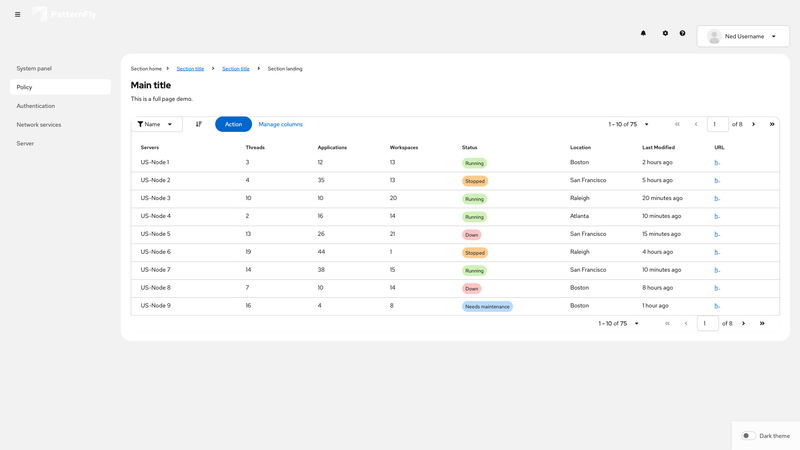 PatternFly
Ned Username
System panel
Policy
Authentication
Network services
Server
Section home Section title Section title Section landing
Main title
This is a full page demo.
Name Action Manage columns 1 - 10 of 75 1 of 8
Servers Threads Applications Workspaces Status Location Last Modified URL
US-Node 1 3 12 13 Running Boston 2 hours ago h.
US-Node 2 4 35 13 Stopped San Francisco 5 hours ago h.
US-Node 3 10 10 20 Running Raleigh 20 minutes ago h.
US-Node 4 2 16 14 Running Atlanta 10 minutes ago h.
US-Node 5 13 26 21 Down San Francisco 15 minutes ago h.
US-Node 6 19 44 1 Stopped Raleigh 4 hours ago h.
US-Node 7 14 38 15 Running San Francisco 10 minutes ago h.
US-Node 8 7 10 14 Down Boston 8 hours ago h.
US-Node 9 16 4 8 Needs maintenance Boston 1 hour ago h.
1 - 10 of 75 1 of 8
Dark theme